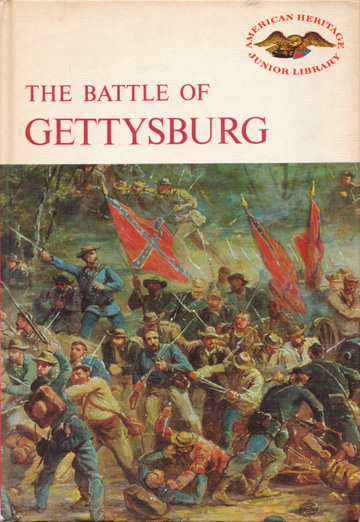 AMERICAN HERITAGE
JUNIOR LIBRARY
THE BATTLE OF
GETTYSBURG